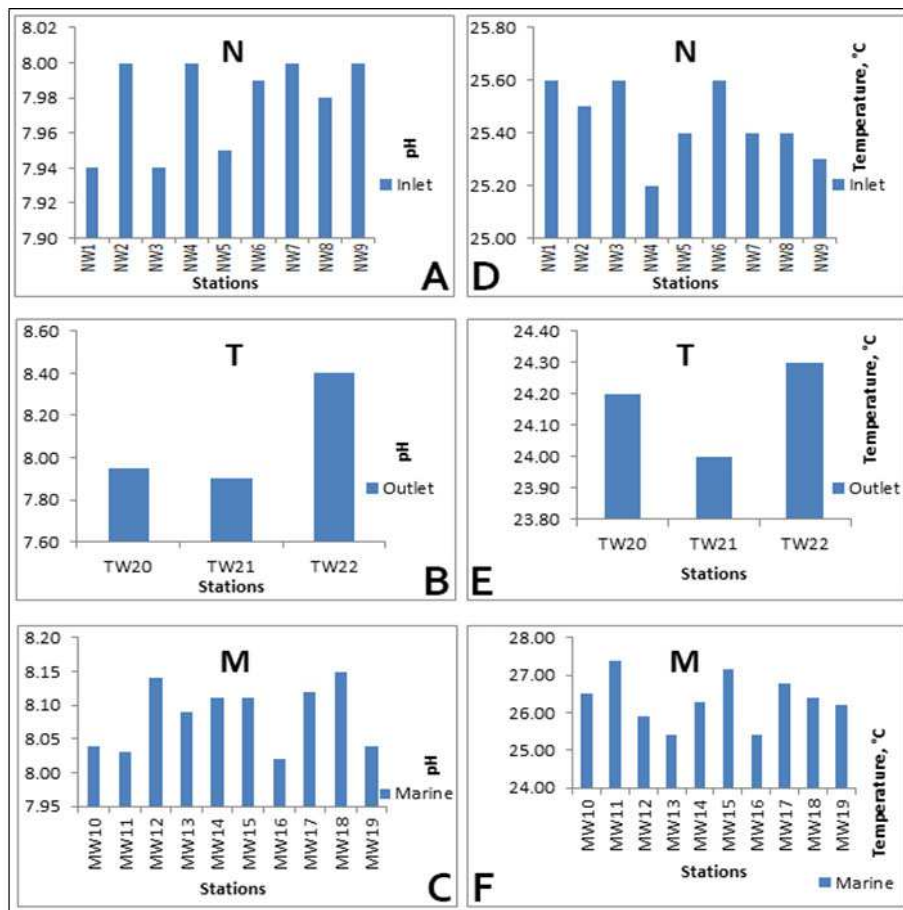 N
8.02
8.00
7.98
7.96
7.94
7.92
7.90
pH
Inlet
NW1 NW2 NW3 NW4 NW5 NW6 NW7 NW8 NW9
Stations
A
N
25.80
25.60
25.40
25.20
25.00
Temperature, °C
Inlet
NW1 NW2 NW3 NW4 NW5 NW6 NW7 NW8 NW9
Stations
D
T
8.60
8.40
8.20
8.00
7.80
7.60
pH
Outlet
TW20 TW21 TW22
Stations
B
T
24.40
24.30
24.20
24.10
24.00
23.90
23.80
Temperature, °C
Outlet
TW20 TW21 TW22
Stations
E
M
8.20
8.15
8.10
8.05
8.00
7.95
pH
Marine
MW10 MW11 MW12 MW13 MW14 MW15 MW16 MW17 MW18 MW19
Stations
C
M
28.00
27.00
26.00
25.00
24.00
Temperature, °C
MW10 MW11 MW12 MW13 MW14 MW15 MW16 MW17 MW18 MW19
Stations
Marine
F